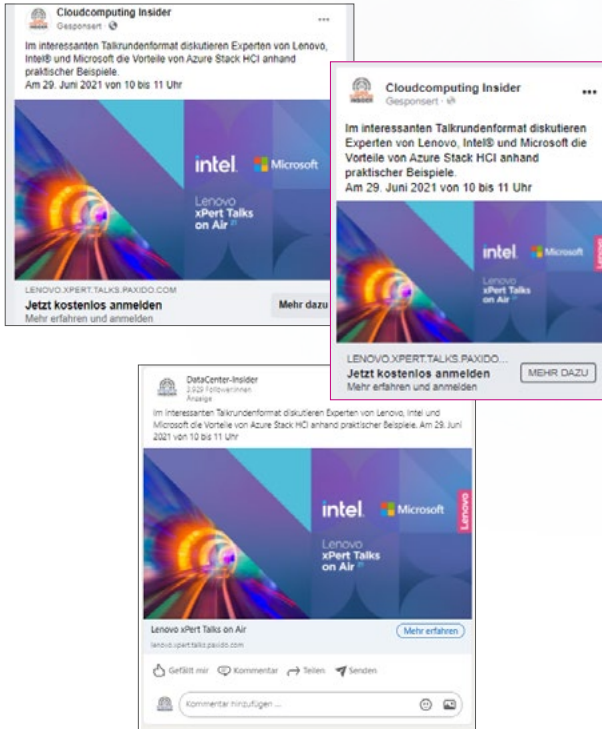 Cloudcomputing Insider
Gesponsert ·
Im interessanten Talkrundenformat diskutieren Experten von Lenovo,
Intel® und Microsoft die Vorteile von Azure Stack HCI anhand
praktischer Beispiele.
Am 29. Juni 2021 von 10 bis 11 Uhr
intel. Microsoft
Lenovo
xPert Talks
on Air
LENOVO.XPERT.TALKS.PAXIDO.COM
Jetzt kostenlos anmelden
Mehr dazu
Mehr erfahren und anmelden
Cloudcomputing Insider
Gesponsert ·
Im interessanten Talkrundenformat diskutieren
Experten von Lenovo, Intel® und Microsoft die
Vorteile von Azure Stack HCI anhand
praktischer Beispiele.
Am 29. Juni 2021 von 10 bis 11 Uhr
intel. Microsoft
Lenovo
Lenovo
xPert Talks
on Air
LENOVO.XPERT.TALKS.PAXIDO...
Jetzt kostenlos anmelden
MEHR DAZU
Mehr erfahren und anmelden
DataCenter-Insider
2.929 Follower:innen
Anzeige
Im interessanten Talkrundenformat diskutieren Experten von Lenovo, Intel und
Microsoft die Vorteile von Azure Stack HCI anhand praktischer Beispiele. Am 29. Juni
2021 von 10 bis 11 Uhr
intel. Microsoft
Lenovo
Lenovo
xPert Talks
on Air
Lenovo xPert Talks on Air
Mehr erfahren
lenovo.xpert.talks.paxido.com
Gefällt mir Kommentar Teilen Senden
Kommentar hinzufügen ...